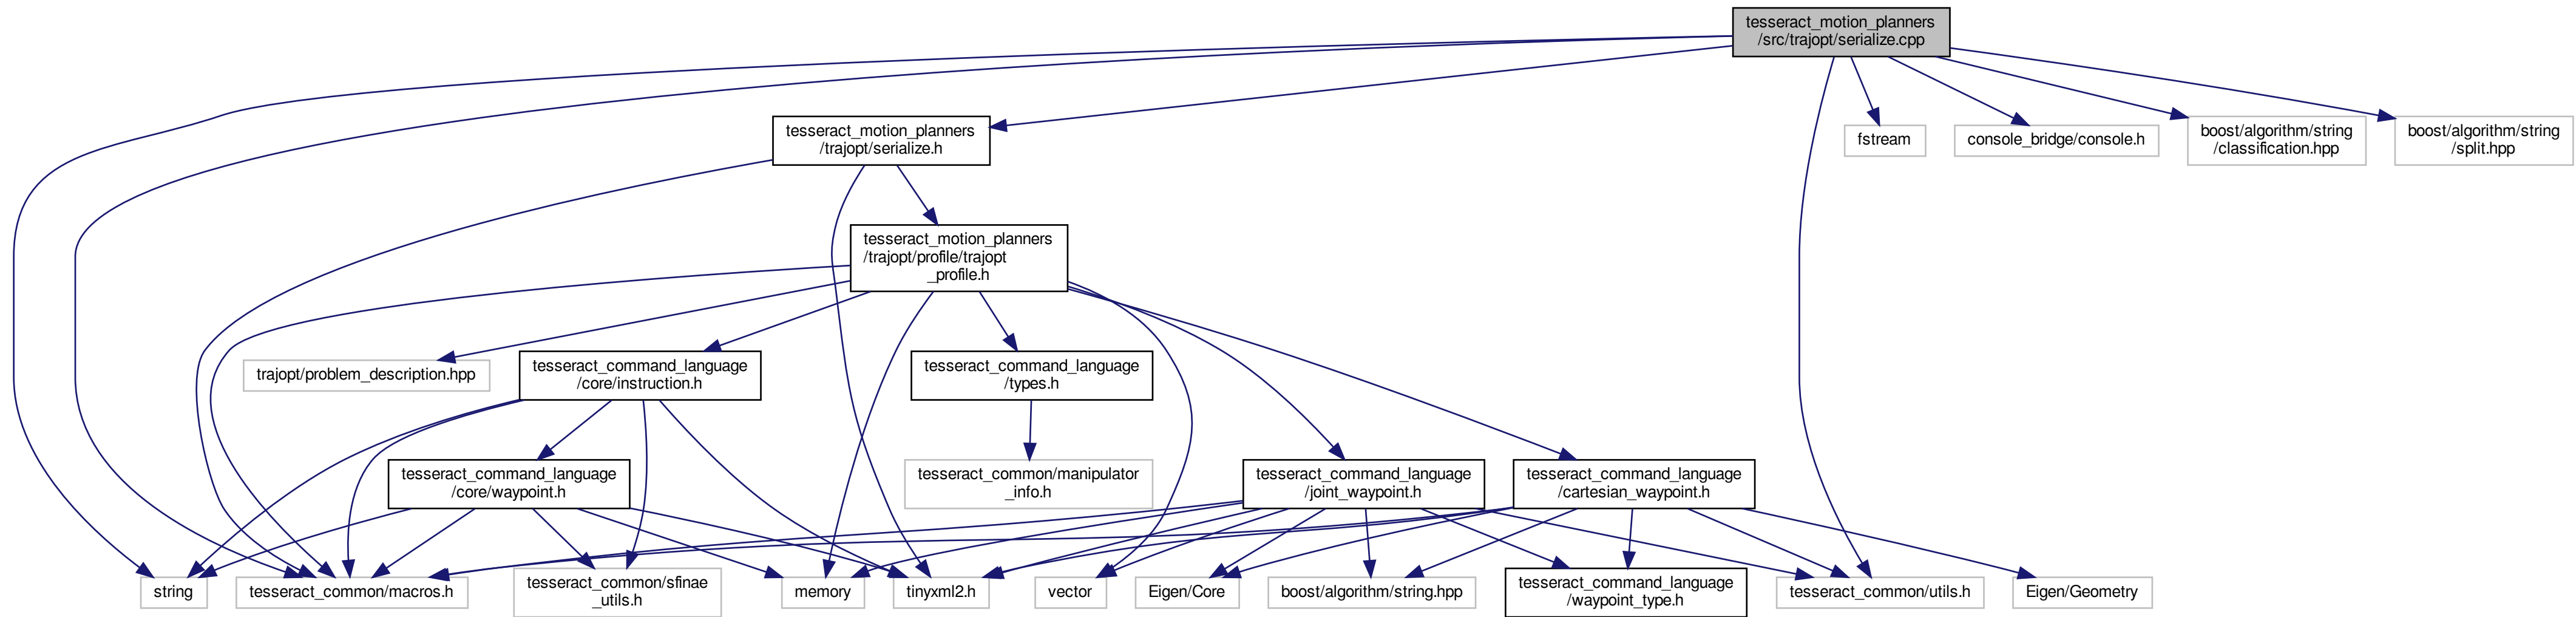 tesseract_motion_planners
/src/trajopt/serialize.cpp
tesseract_motion_planners
/trajopt/serialize.h
fstream
console_bridge/console.h
boost/algorithm/string
/classification.hpp
boost/algorithm/string
/split.hpp
tesseract_motion_planners
/trajopt/profile/trajopt
_profile.h
trajopt/problem_description.hpp
tesseract_command_language
/core/instruction.h
tesseract_command_language
/types.h
tesseract_command_language
/core/waypoint.h
tesseract_common/manipulator
_info.h
tesseract_command_language
/joint_waypoint.h
tesseract_command_language
/cartesian_waypoint.h
string
tesseract_common/macros.h
tesseract_common/sfinae
_utils.h
memory
tinyxml2.h
vector
Eigen/Core
boost/algorithm/string.hpp
tesseract_command_language
/waypoint_type.h
tesseract_common/utils.h
Eigen/Geometry